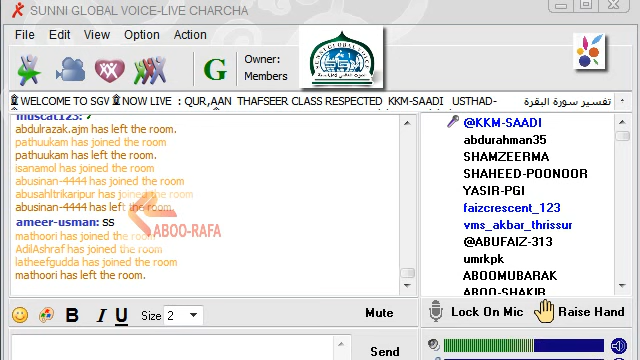 SUNNI GLOBAL VOICE-LIVE CHARCHA
File Edit View Option Action
G
Owner:
Members
SUNNI GLOBAL VOICE
WELCOME TO SGV NOW LIVE : QUR,AAN THAFSEER CLASS RESPECTED KKM-SAADI USTHAD- تفسير سورة البقرة
muscat123: 7
abdulrazak.ajm has left the room.
pathuukam has joined the room
pathuukam has left the room.
isanamol has joined the room
abusinan-4444 has joined the room
abusahltrikaripur has joined the room
abusinan-4444 has left the room.
ameer-usman: ss
mathoori has joined the room
AdilAshraf has joined the room
latheefgudda has joined the room
mathoori has left the room.
ABOO-RAFA
@KKM-SAADI
abdurahman35
SHAMZEERMA
SHAHEED-POONOOR
YASIR-PGI
faizcrescent_123
vms_akbar_thrissur
@ABUFAIZ-313
umrkpk
ABOOMUBARAK
ABOO-SHAKIR
B I U Size 2 Mute
Lock On Mic Raise Hand
Send